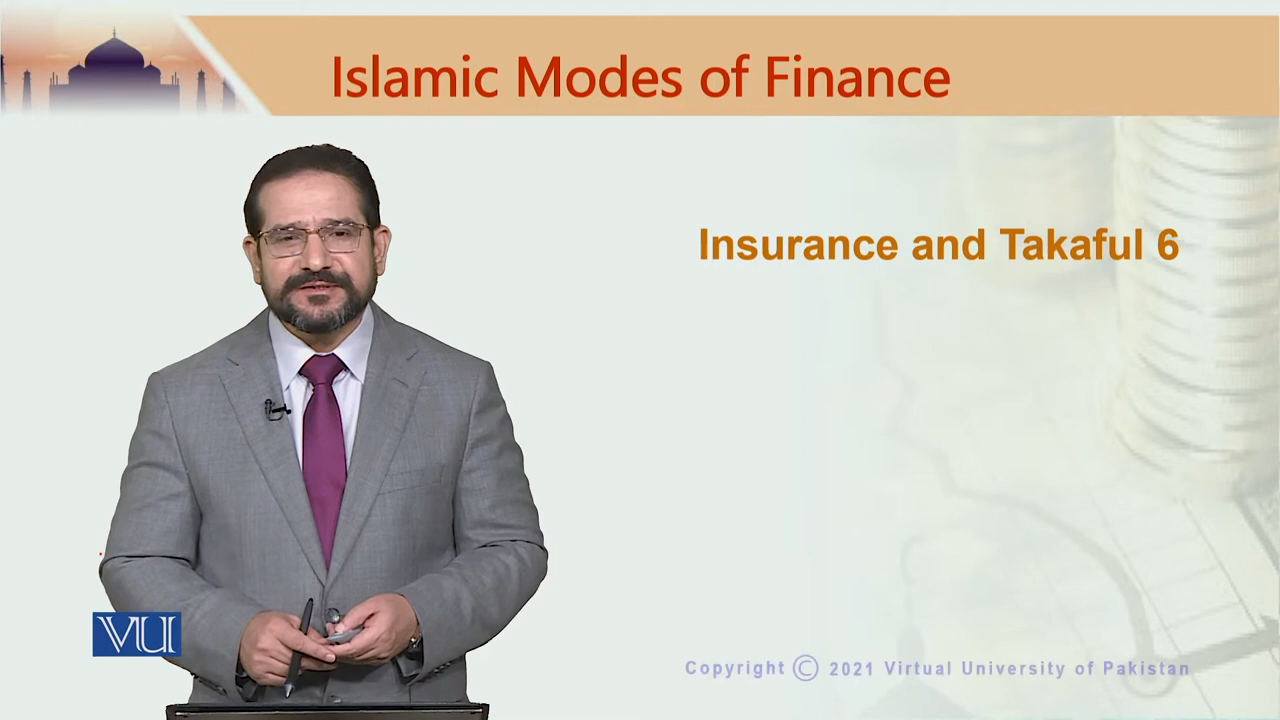 Islamic Modes of Finance
Insurance and Takaful 6
VU
Copyright © 2021 Virtual University of Pakistan